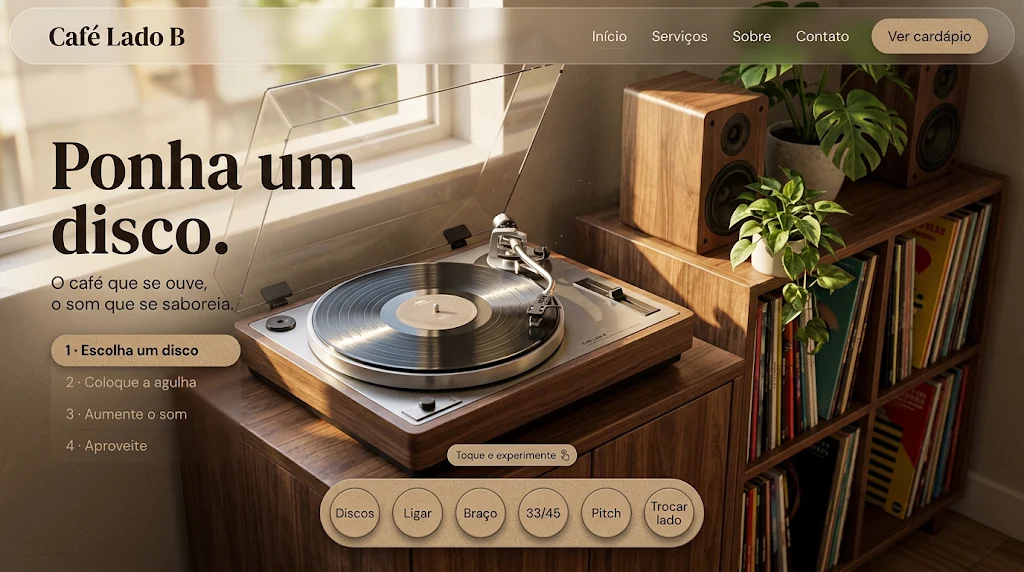 Café Lado B
Início
Serviços
Sobre
Contato
Ver cardápio
Ponha um
disco.
O café que se ouve,
o som que se saboreia.
1 · Escolha um disco
2 · Coloque a agulha
3 · Aumente o som
4 · Aproveite
Toque e experimente
Discos
Ligar
Braço
33/45
Pitch
Trocar
lado